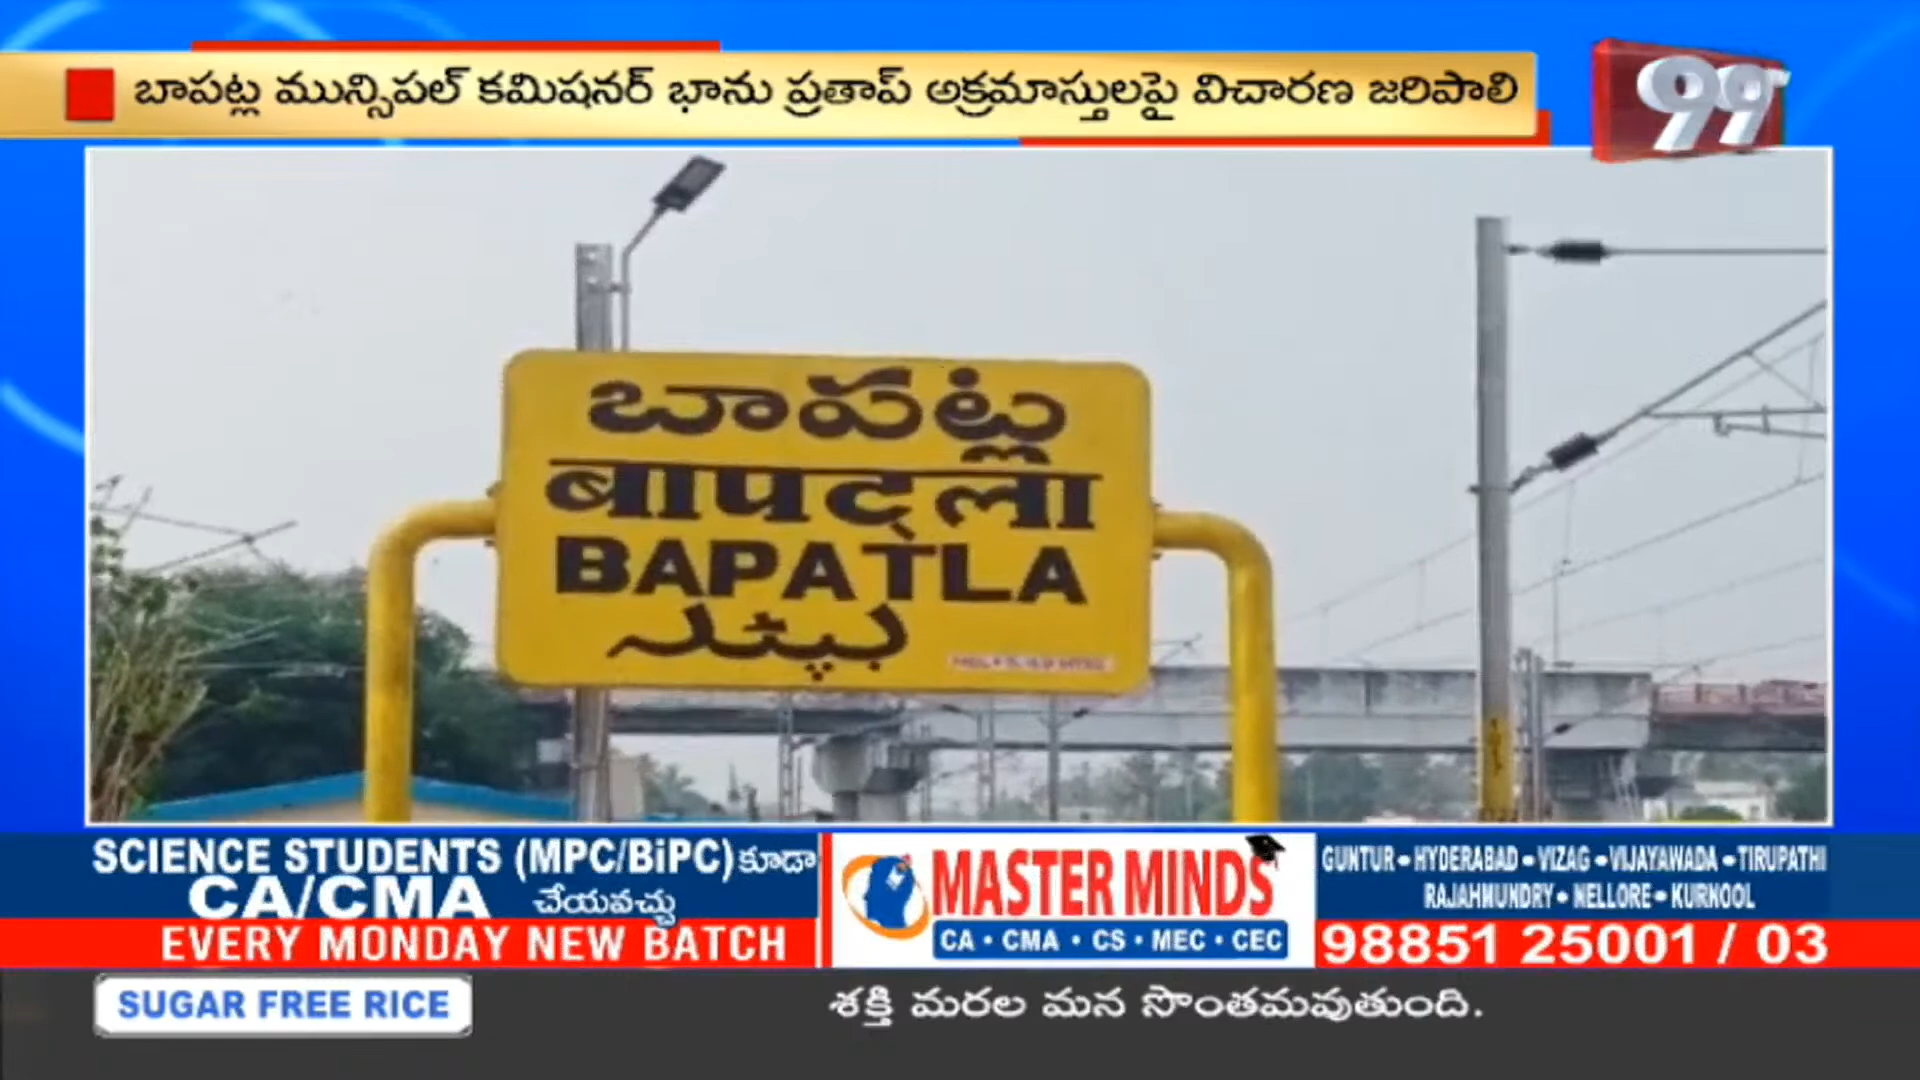 బాపట్ల మున్సిపల్ కమిషనర్ భాను ప్రతాప్ అక్రమాస్తులపై విచారణ జరిపాలి
99
బాపట్ల
बापट्ला
BAPATLA
SCIENCE STUDENTS (MPC/BiPC) కూడా
CA/CMA చేయవచ్చు
EVERY MONDAY NEW BATCH
MASTER MINDS
CA • CMA • CS • MEC • CEC
GUNTUR • HYDERABAD • VIZAG • VIJAYAWADA • TIRUPATHI
RAJAHMUNDRY • NELLORE • KURNOOL
98851 25001 / 03
SUGAR FREE RICE
శక్తి మరల మన సొంతమవుతుంది.